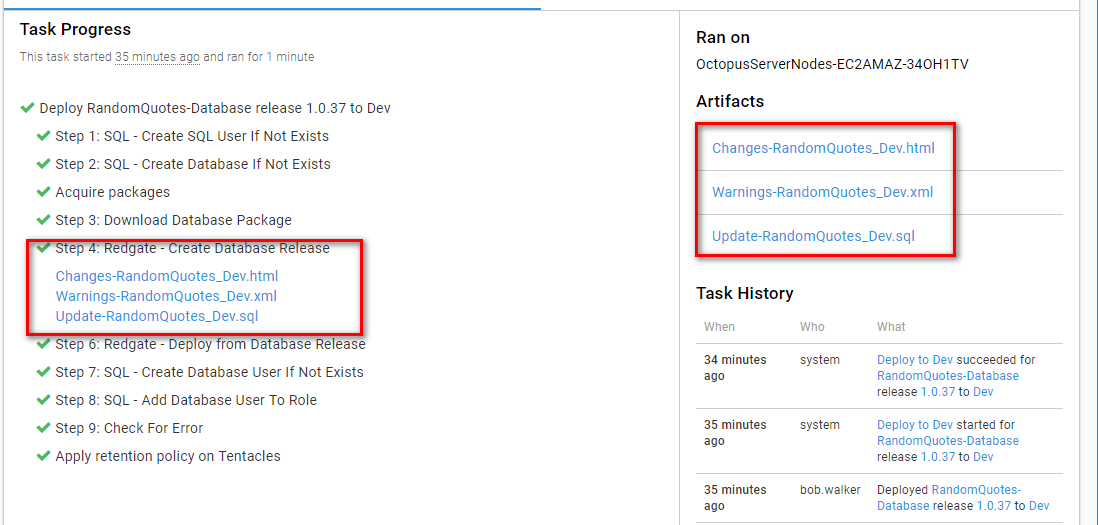 Task Progress
This task started 35 minutes ago and ran for 1 minute
Deploy RandomQuotes-Database release 1.0.37 to Dev
Step 1: SQL - Create SQL User If Not Exists
Step 2: SQL - Create Database If Not Exists
Acquire packages
Step 3: Download Database Package
Step 4: Redgate - Create Database Release
Changes-RandomQuotes_Dev.html
Warnings-RandomQuotes_Dev.xml
Update-RandomQuotes_Dev.sql
Step 6: Redgate - Deploy from Database Release
Step 7: SQL - Create Database User If Not Exists
Step 8: SQL - Add Database User To Role
Step 9: Check For Error
Apply retention policy on Tentacles
Ran on
OctopusServerNodes-EC2AMAZ-34OH1TV
Artifacts
Changes-RandomQuotes_Dev.html
Warnings-RandomQuotes_Dev.xml
Update-RandomQuotes_Dev.sql
Task History
When Who What
34 minutes system Deploy to Dev succeeded for
ago RandomQuotes-Database
release 1.0.37 to Dev
35 minutes system Deploy to Dev started for
ago RandomQuotes-Database
release 1.0.37 to Dev
35 minutes bob.walker Deployed RandomQuotes-
ago Database release 1.0.37 to Dev